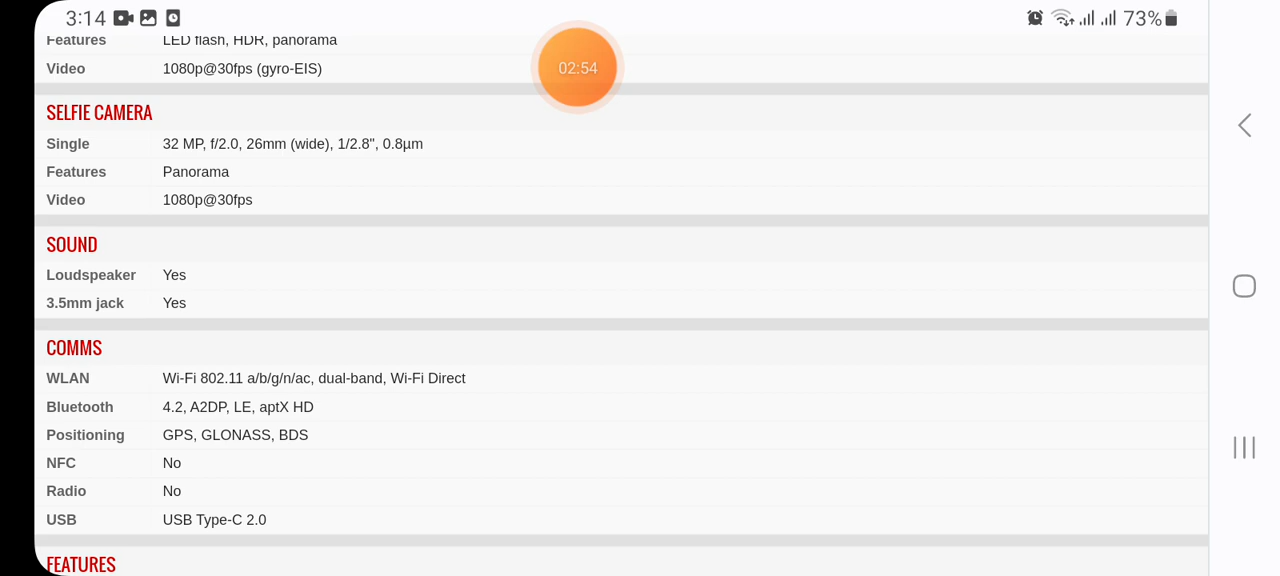 3:14 73%
Features LED flash, HDR, panorama
02:54
Video 1080p@30fps (gyro-EIS)
SELFIE CAMERA
Single 32 MP, f/2.0, 26mm (wide), 1/2.8", 0.8µm
Features Panorama
Video 1080p@30fps
SOUND
Loudspeaker Yes
3.5mm jack Yes
COMMS
WLAN Wi-Fi 802.11 a/b/g/n/ac, dual-band, Wi-Fi Direct
Bluetooth 4.2, A2DP, LE, aptX HD
Positioning GPS, GLONASS, BDS
NFC No
Radio No
USB USB Type-C 2.0
FEATURES